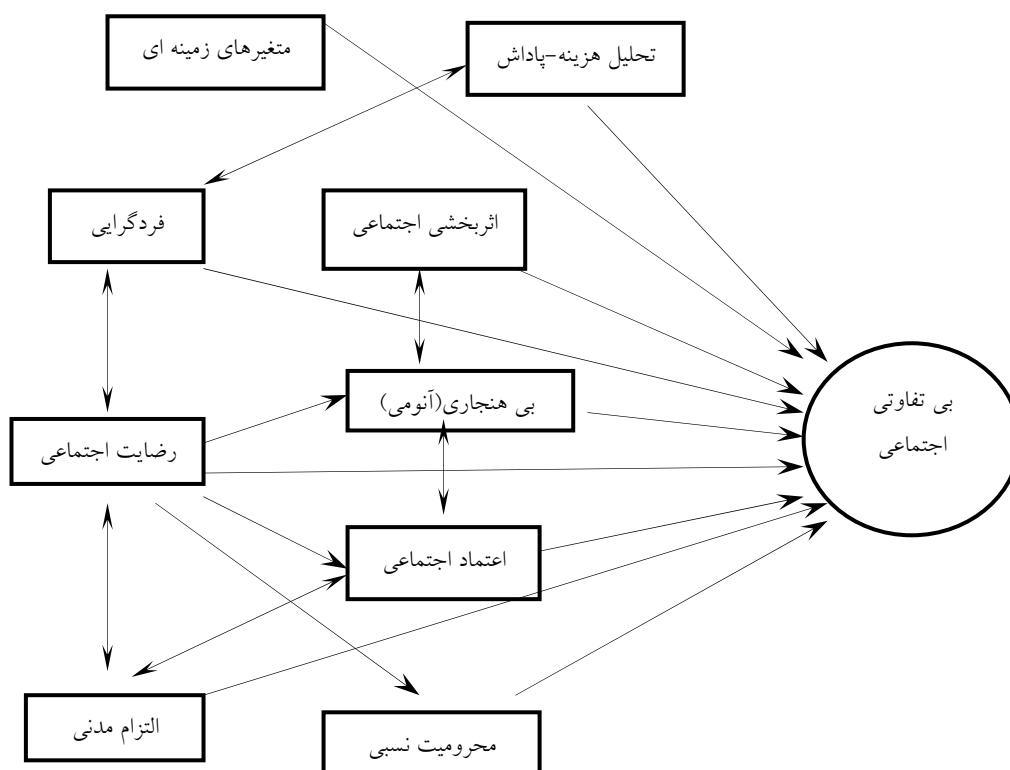 متغیرهای زمینه ای
تحلیل هزینه-پاداش
فردگرایی
اثربخشی اجتماعی
بی هنجاری(آنومی)
بی تفاوتی
اجتماعی
رضایت اجتماعی
اعتماد اجتماعی
التزام مدنی
محرومیت نسبی